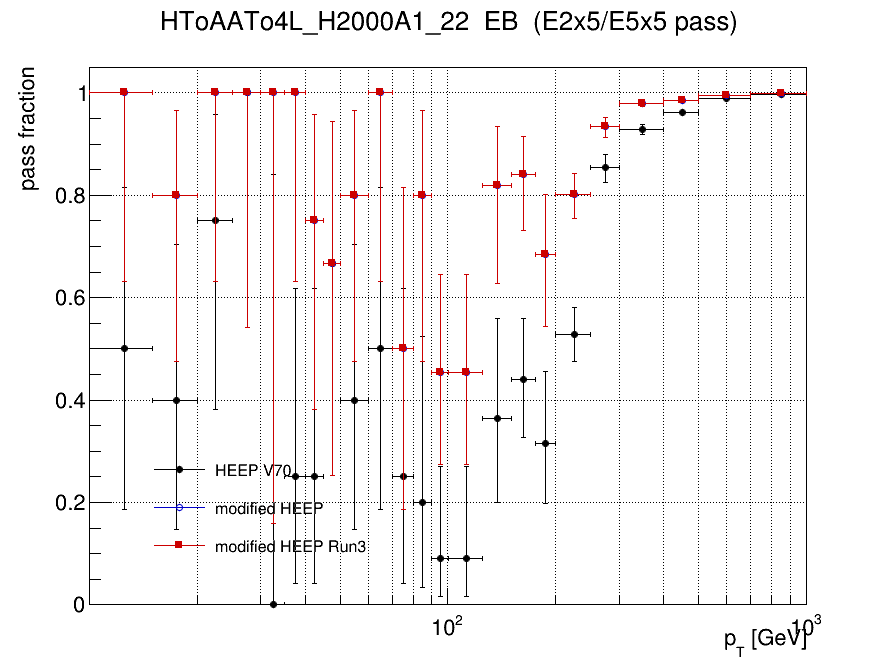 HToAATo4L_H2000A1_22 EB (E2x5/E5x5 pass)
pass fraction
1
0.8
0.6
0.4
0.2
0
HEEP V70
modified HEEP
modified HEEP Run3
10²
10³
p_T [GeV]